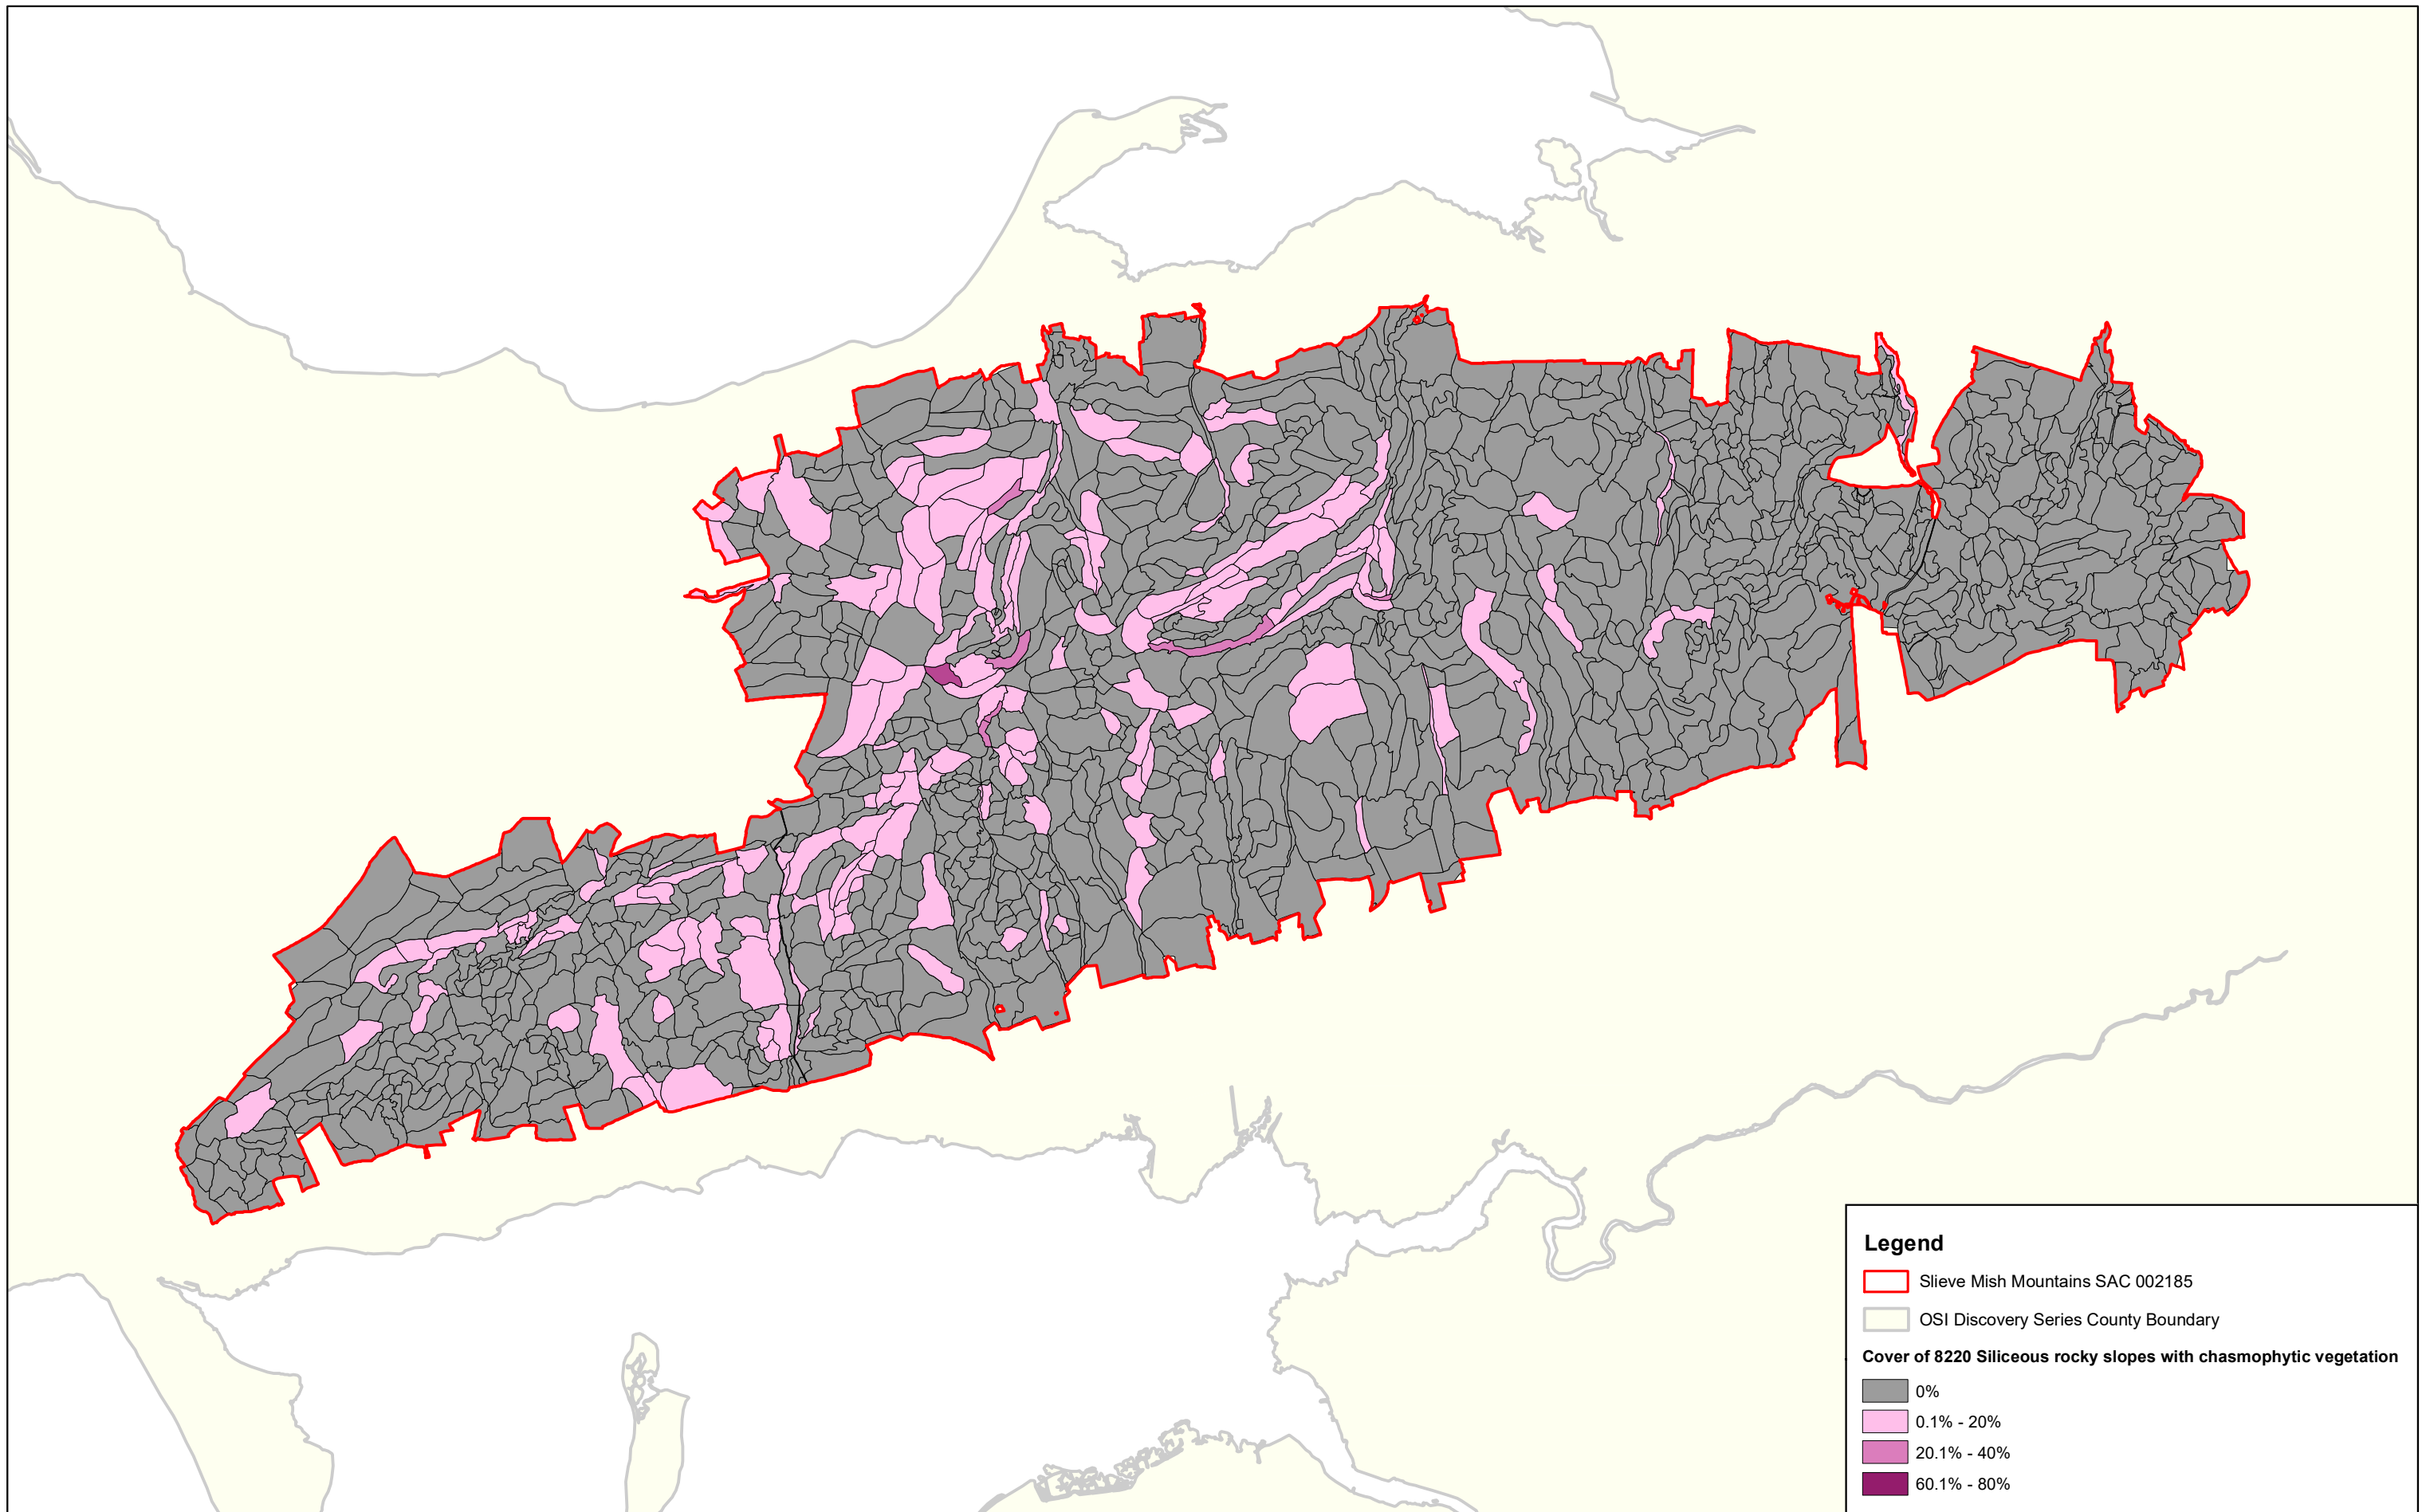 Legend
Slieve Mish Mountains SAC 002185
OSI Discovery Series County Boundary
Cover of 8220 Siliceous rocky slopes with chasmophytic vegetation
0%
0.1% - 20%
20.1% - 40%
60.1% - 80%